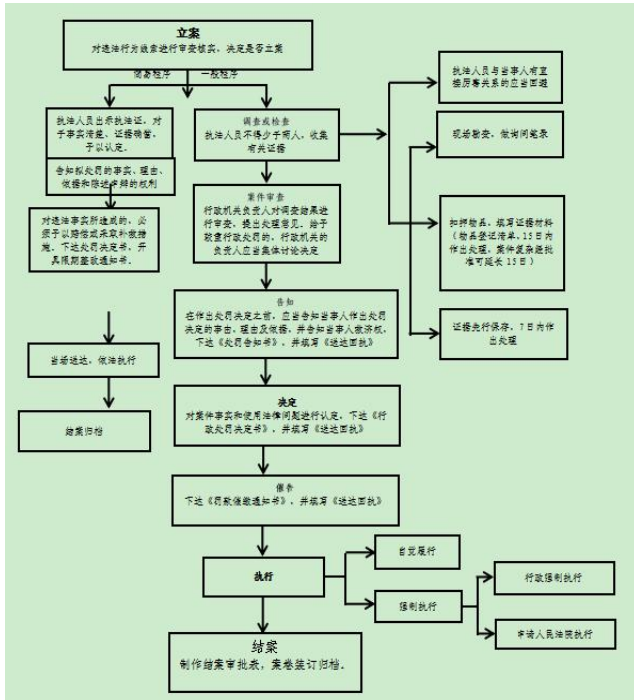 立案
对违法行为线索进行审查核实，决定是否立案
简易程序
一般程序
执法人员出示执法证，对
于事实清楚、证据确凿，
予以认定。
告知拟处罚的事实、理由、
依据和陈述申辩的权利
对违法事实所造成的，必
须予以赔偿或采取补救措
施。下达处罚决定书，开
具限期整改通知书。
当场送达，依法执行
结案归档
调查或检查
执法人员不得少于两人，收集
有关证据
案件审查
行政机关负责人对调查结果进
行审查，提出处理意见。给予
较重行政处罚的，行政机关的
负责人应当集体讨论决定
告知
在作出处罚决定之前，应当告知当事人作出处罚
决定的事由，理由及依据，并告知当事人救济权，
下达《处罚告知书》，并填写《送达回执》
决定
对案件事实和使用法律问题进行认定，下达《行
政处罚决定书》，并填写《送达回执》
催告
下达《罚款催缴通知书》，并填写《送达回执》
执行
结案
制作结案审批表，案卷装订归档。
执法人员与当事人有直
接厉害关系的应当回避
现场勘查，做询问笔录
扣押物品，填写证据材料
（物品登记清单，15日内
作出处理，案件复杂经批
准可延长15日）
证据先行保存，7日内作
出处理
自觉履行
强制执行
行政强制执行
申请人民法院执行